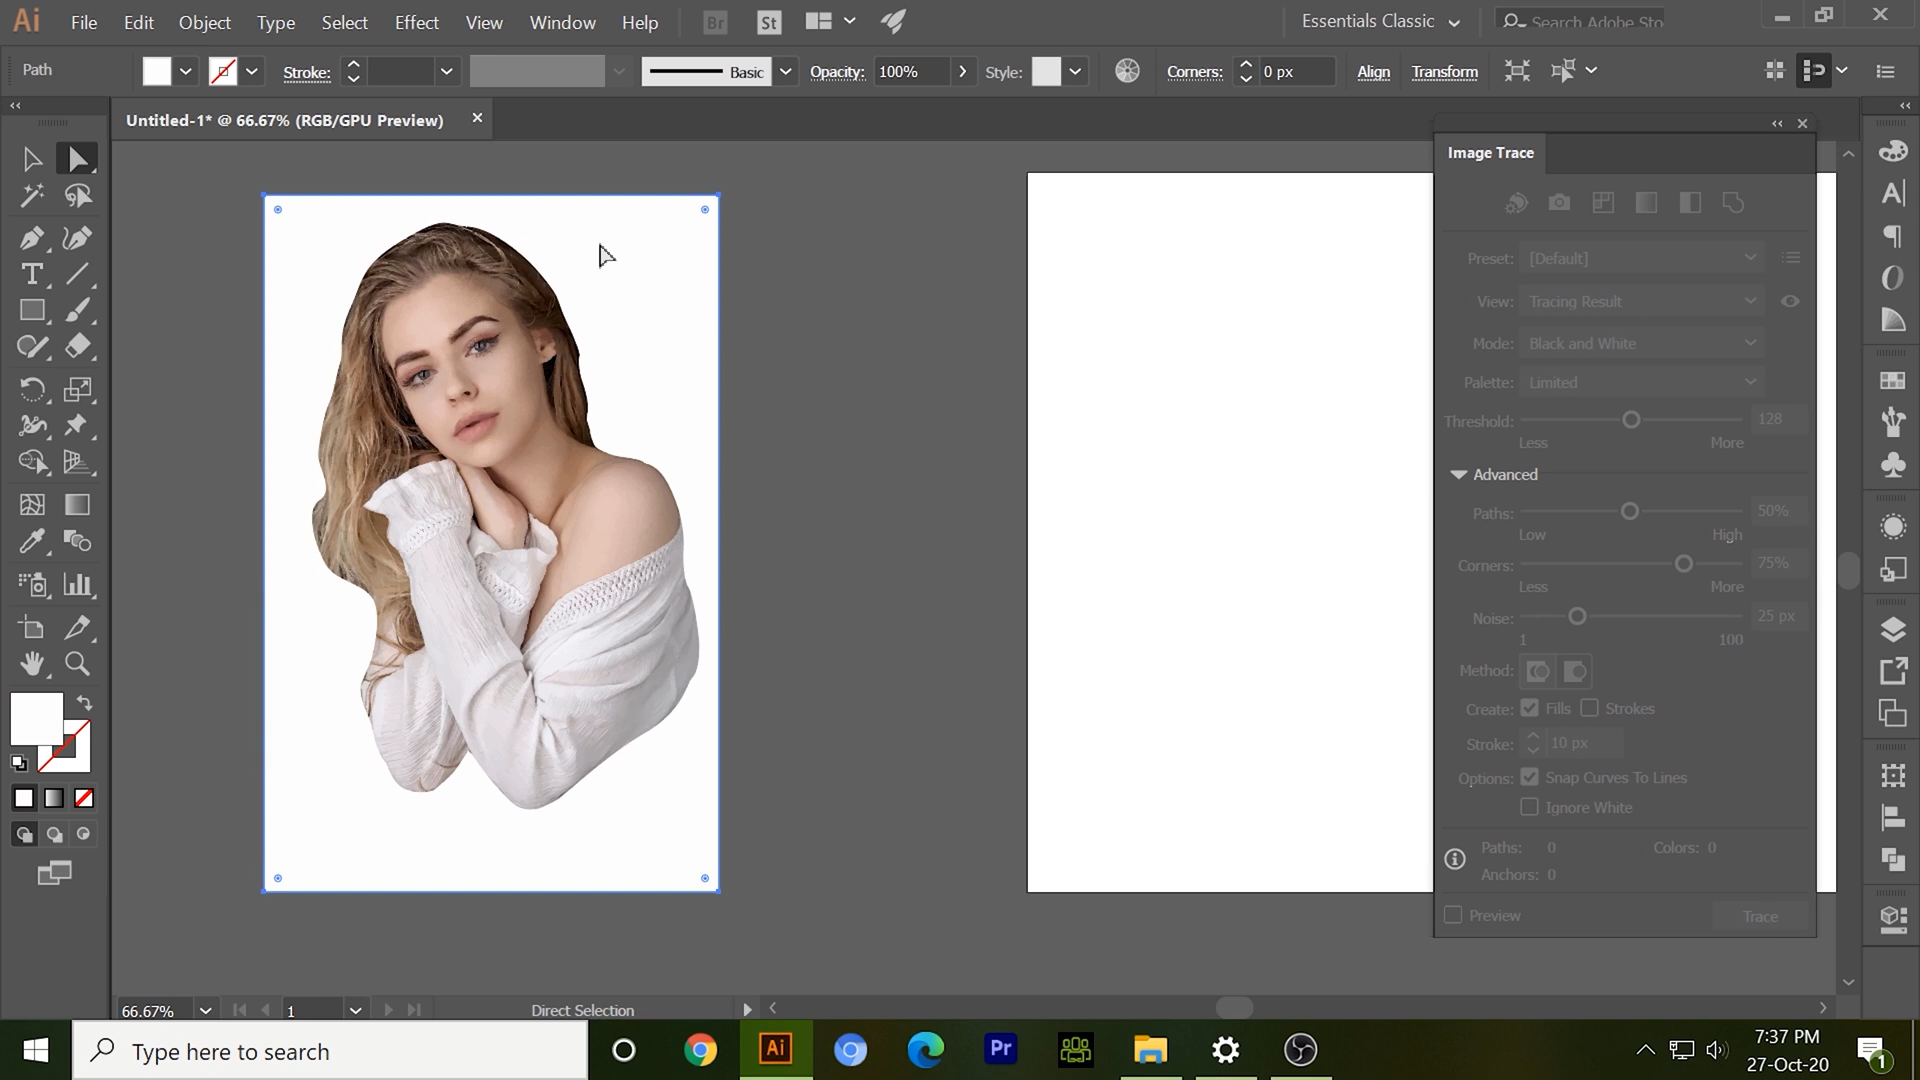 Ai File Edit Object Type Select Effect View Window Help Br St Essentials Classic Search Adobe Sto
Path Stroke: Basic Opacity: 100% Style: Corners: 0 px Align Transform
Untitled-1* @ 66.67% (RGB/GPU Preview)
Image Trace
Preset: [Default]
View: Tracing Result
Mode: Black and White
Palette: Limited
Threshold: 128
Less More
Advanced
Paths: 50%
Low High
Corners: 75%
Less More
Noise: 25 px
1 100
Method:
Create: Fills Strokes
Stroke: 10 px
Options: Snap Curves To Lines
Ignore White
Paths: 0 Colors: 0
Anchors: 0
Preview Trace
66.67% 1 Direct Selection
Type here to search Ai Pr 7:37 PM
27-Oct-20 1